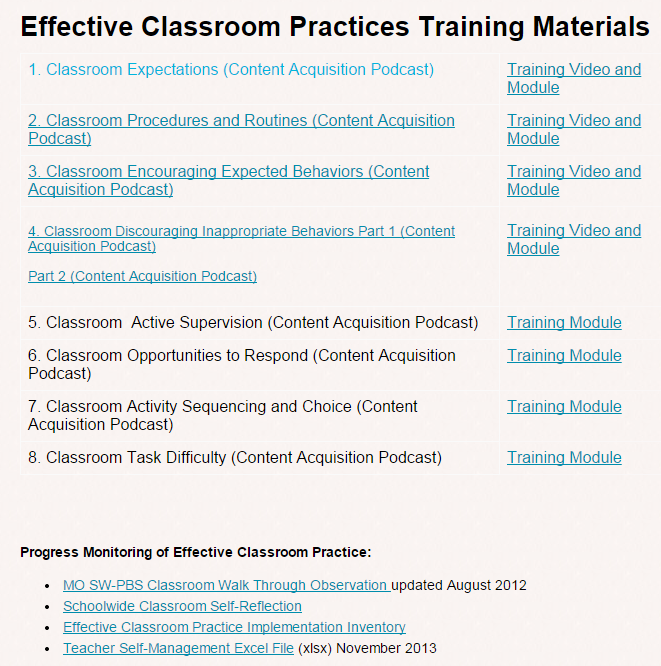 Effective Classroom Practices Training Materials
1. Classroom Expectations (Content Acquisition Podcast)
Training Video and
Module
2. Classroom Procedures and Routines (Content Acquisition
Podcast)
Training Video and
Module
3. Classroom Encouraging Expected Behaviors (Content
Acquisition Podcast)
Training Video and
Module
4. Classroom Discouraging Inappropriate Behaviors Part 1 (Content
Acquisition Podcast)
Part 2 (Content Acquisition Podcast)
Training Video and
Module
5. Classroom  Active Supervision (Content Acquisition Podcast)
Training Module
6. Classroom Opportunities to Respond (Content Acquisition
Podcast)
Training Module
7. Classroom Activity Sequencing and Choice (Content
Acquisition Podcast)
Training Module
8. Classroom Task Difficulty (Content Acquisition Podcast)
Training Module
Progress Monitoring of Effective Classroom Practice:
• MO SW-PBS Classroom Walk Through Observation updated August 2012
• Schoolwide Classroom Self-Reflection
• Effective Classroom Practice Implementation Inventory
• Teacher Self-Management Excel File (xlsx) November 2013